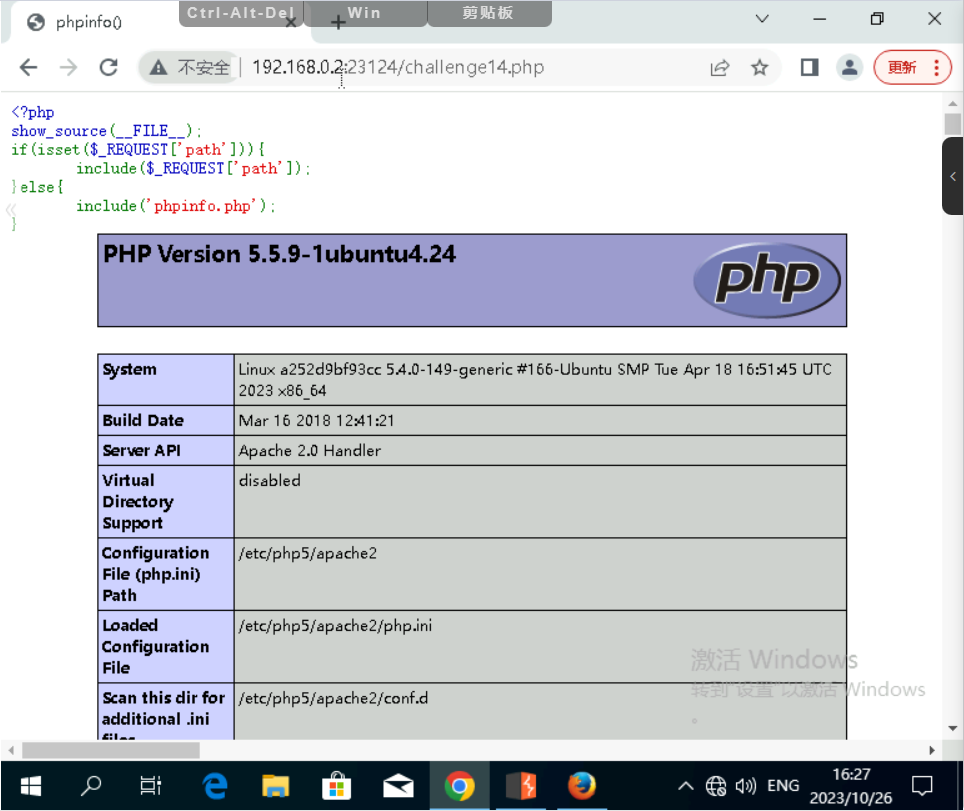 phpinfo()
Ctrl-Alt-Del
Win
剪贴板
不安全
192.168.0.2:23124/challenge14.php
更新
<?php
show_source(__FILE__);
if(isset($_REQUEST['path'])){
include($_REQUEST['path']);
}else{
include('phpinfo.php');
}
PHP Version 5.5.9-1ubuntu4.24
php
System
Linux a252d9bf93cc 5.4.0-149-generic #166-Ubuntu SMP Tue Apr 18 16:51:45 UTC
2023 x86_64
Build Date
Mar 16 2018 12:41:21
Server API
Apache 2.0 Handler
Virtual
Directory
Support
disabled
Configuration
File (php.ini)
Path
/etc/php5/apache2
Loaded
Configuration
File
/etc/php5/apache2/php.ini
Scan this dir for
additional .ini
files
/etc/php5/apache2/conf.d
激活 Windows
转到"设置"以激活 Windows
。
ENG
16:27
2023/10/26